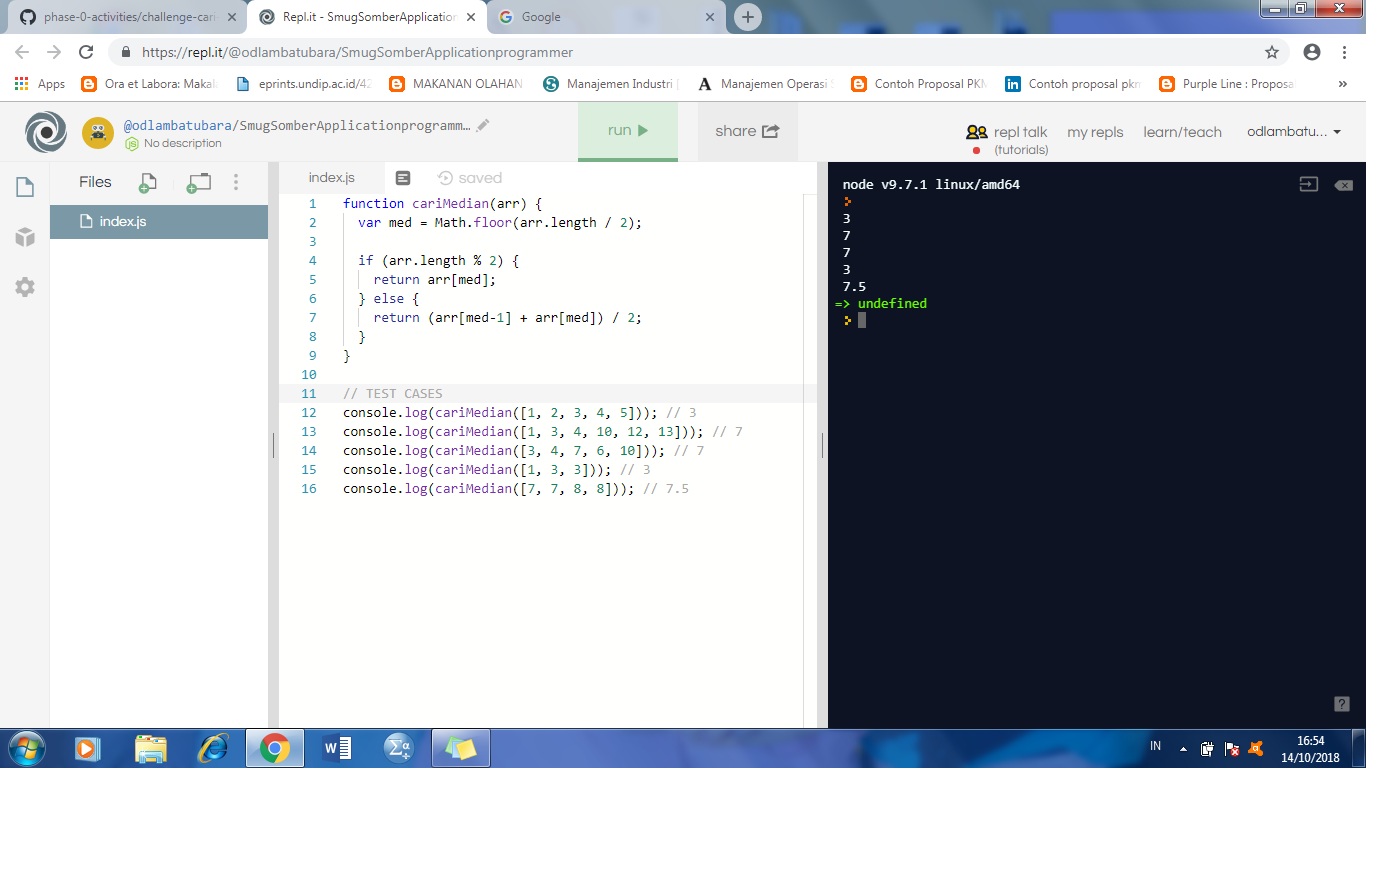 phase-0-activities/challenge-cari
Repl.it - SmugSomberApplication
Google
https://repl.it/@odlambatubara/SmugSomberApplicationprogrammer
Apps
Ora et Labora: Makal
eprints.undip.ac.id/42
MAKANAN OLAHAN
Manajemen Industri |
Manajemen Operasi
Contoh Proposal PKM
Contoh proposal pkm
Purple Line : Proposa
»
@odlambatubara/SmugSomberApplicationprogramm...
No description
run
share
repl talk
(tutorials)
my repls
learn/teach
odlambatu...
Files
index.js
index.js
saved
1 function cariMedian(arr) {
2 var med = Math.floor(arr.length / 2);
3
4 if (arr.length % 2) {
5 return arr[med];
6 } else {
7 return (arr[med-1] + arr[med]) / 2;
8 }
9 }
10
11 // TEST CASES
12 console.log(cariMedian([1, 2, 3, 4, 5])); // 3
13 console.log(cariMedian([1, 3, 4, 10, 12, 13])); // 7
14 console.log(cariMedian([3, 4, 7, 6, 10])); // 7
15 console.log(cariMedian([1, 3, 3])); // 3
16 console.log(cariMedian([7, 7, 8, 8])); // 7.5
node v9.7.1 linux/amd64
3
7
7
3
7.5
=> undefined
?
IN
16:54
14/10/2018